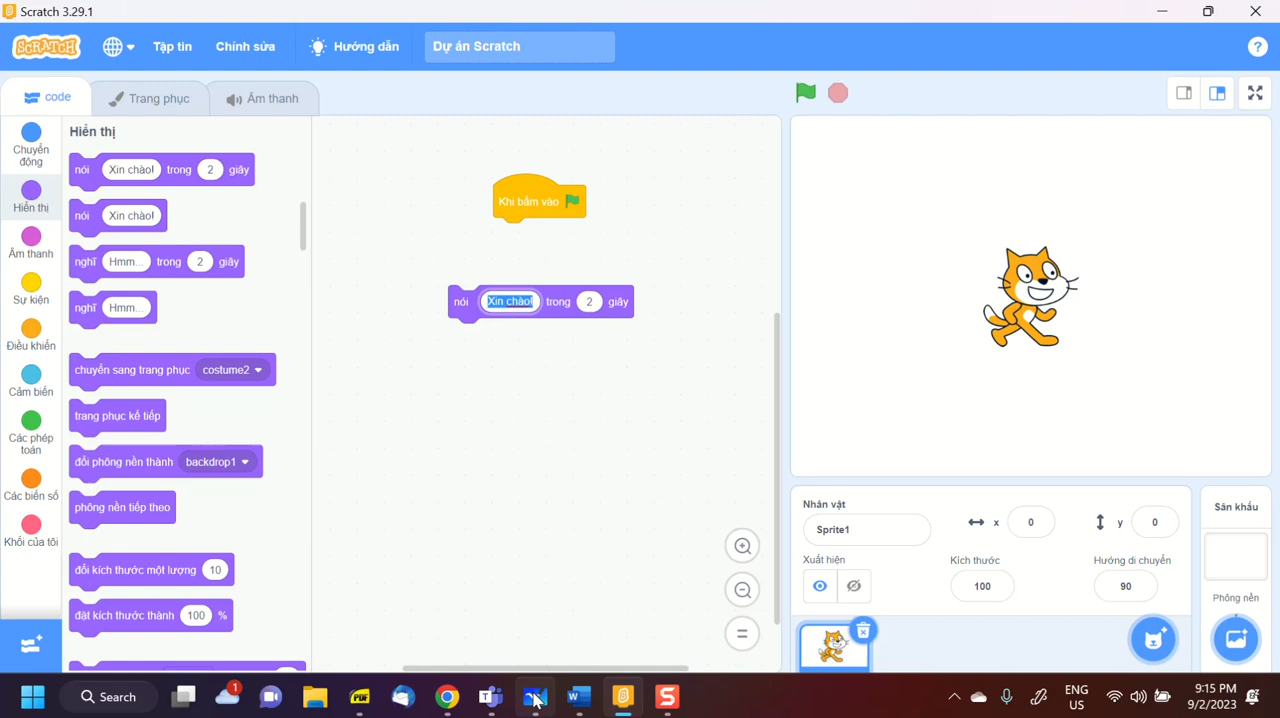 Scratch 3.29.1
SCRATCH
Tập tin
Chỉnh sửa
Hướng dẫn
Dự án Scratch
?
code
Trang phục
Âm thanh
Chuyển động
Hiển thị
Âm thanh
Sự kiện
Điều khiển
Cảm biến
Các phép toán
Các biến số
Khối của tôi
Hiển thị
nói Xin chào! trong 2 giây
nói Xin chào!
nghĩ Hmm... trong 2 giây
nghĩ Hmm...
chuyển sang trang phục costume2
trang phục kế tiếp
đổi phông nền thành backdrop1
phông nền tiếp theo
đổi kích thước một lượng 10
đặt kích thước thành 100 %
Khi bấm vào
nói Xin chào! trong 2 giây
Nhân vật
Sprite1
x 0
y 0
Xuất hiện
Kích thước
100
Hướng di chuyển
90
Sân khấu
Phông nền
Search
1
PDF
ENG
US
9:15 PM
9/2/2023